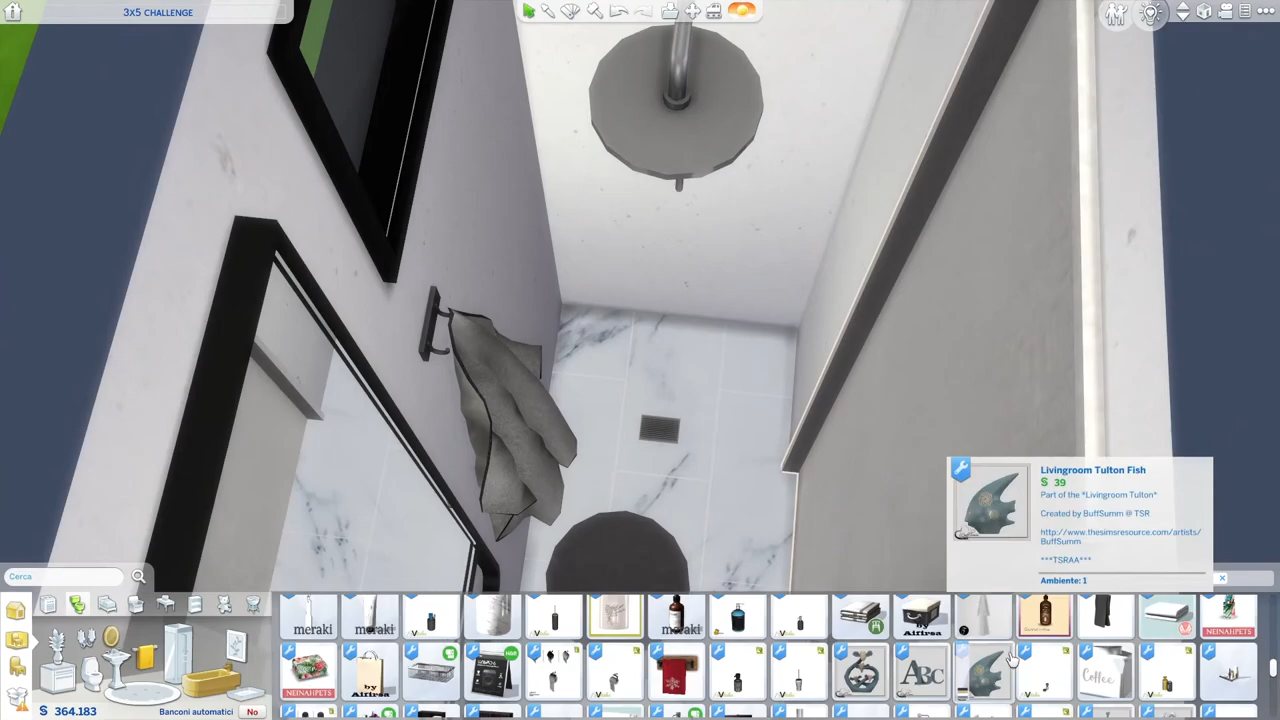 3X5 CHALLENGE
Livingroom Tulton Fish
§ 39
Part of the *Livingroom Tulton*
Created by BuffSumm @ TSR
http://www.thesimsresource.com/artists/
BuffSumm
***TSRAA***
Ambiente: 1
Cerca
meraki
meraki
meraki
by
Aifirsa
NEINAHPETS
NEINAHPETS
by
Aifirsa
ABC
Coffee
§ 364.183
Banconi automatici
No